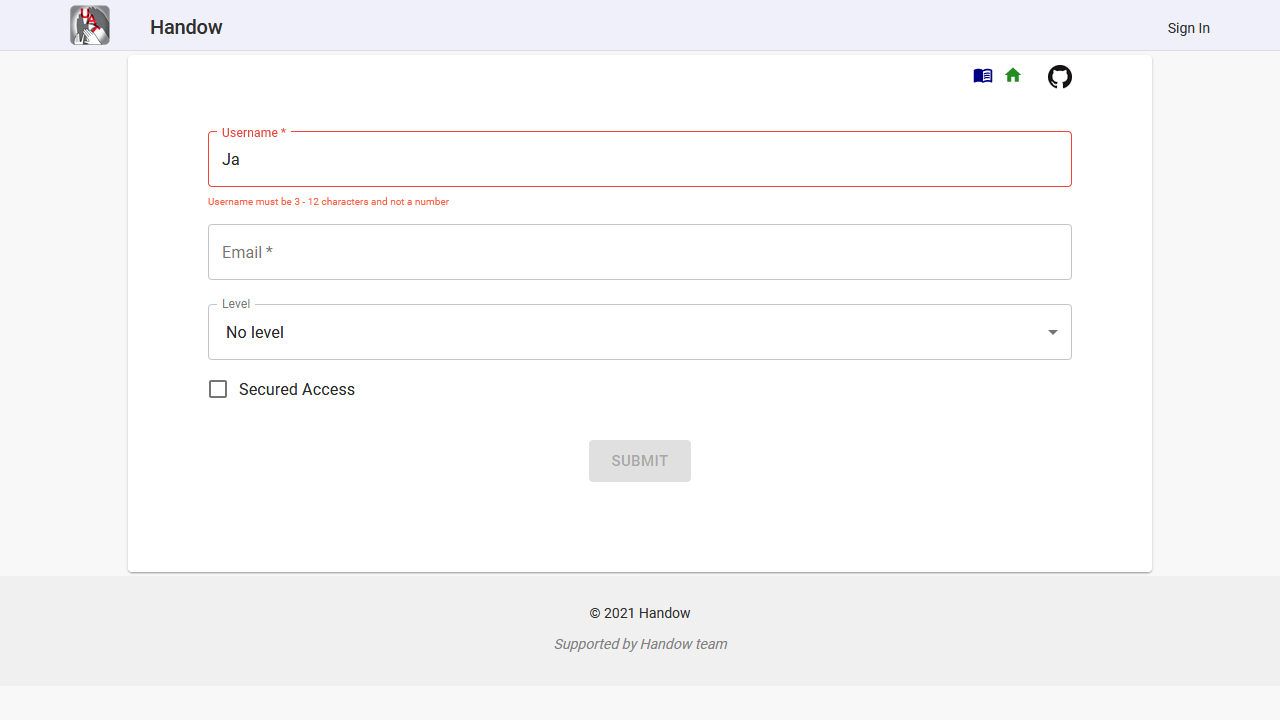 Handow
Sign In
Username *
Ja
Username must be 3 - 12 characters and not a number
Email *
Level
No level
Secured Access
SUBMIT
© 2021 Handow
Supported by Handow team